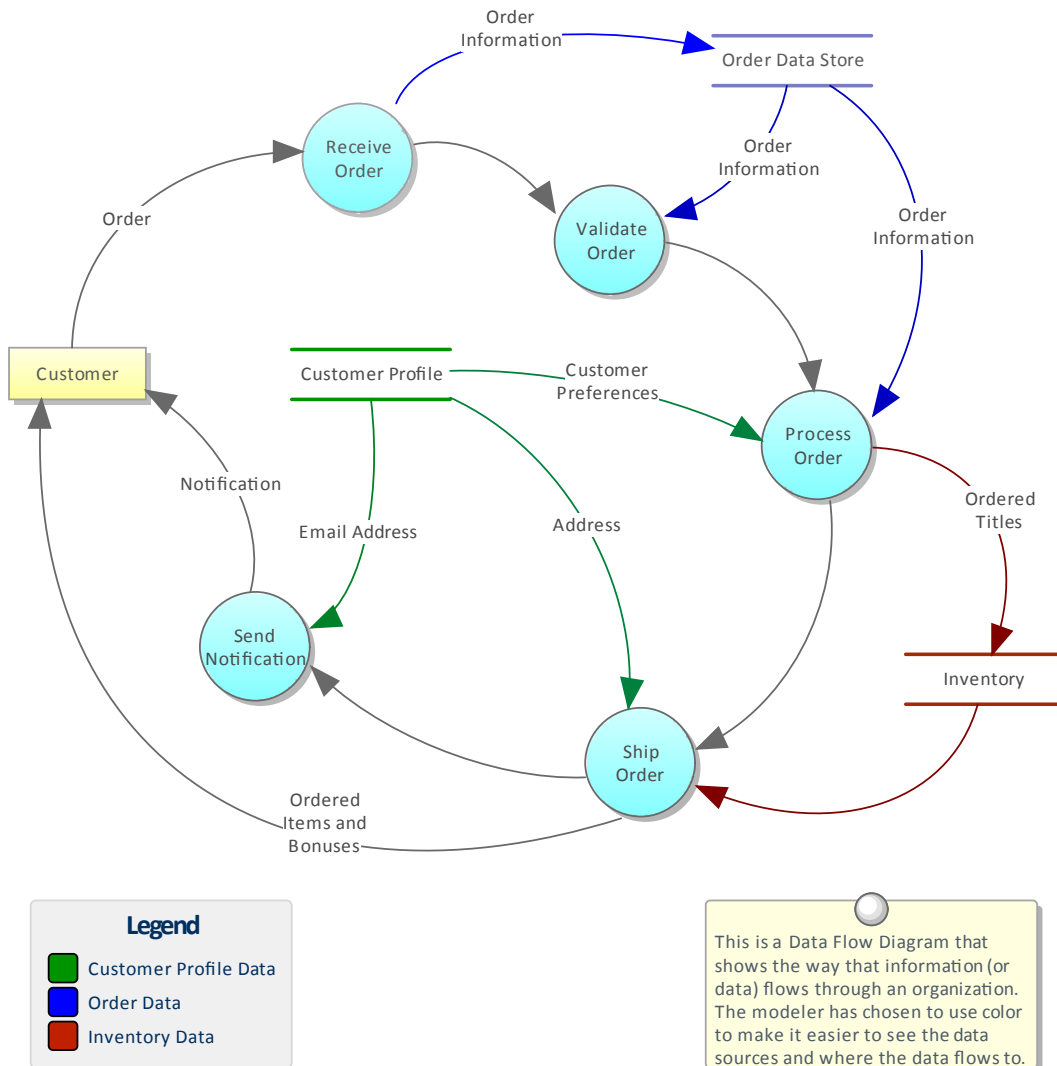 Order
Information
Order Data Store
Receive
Order
Order
Information
Order
Validate
Order
Order
Information
Customer
Customer Profile
Customer
Preferences
Process
Order
Notification
Email Address
Address
Ordered
Titles
Send
Notification
Inventory
Ship
Order
Ordered
Items and
Bonuses
Legend
Customer Profile Data
Order Data
Inventory Data
This is a Data Flow Diagram that
shows the way that information (or
data) flows through an organization.
The modeler has chosen to use color
to make it easier to see the data
sources and where the data flows to.